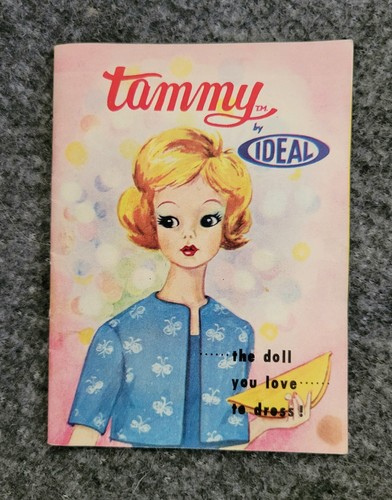 tammy TM
by
IDEAL
......the doll
you love......
to dress!